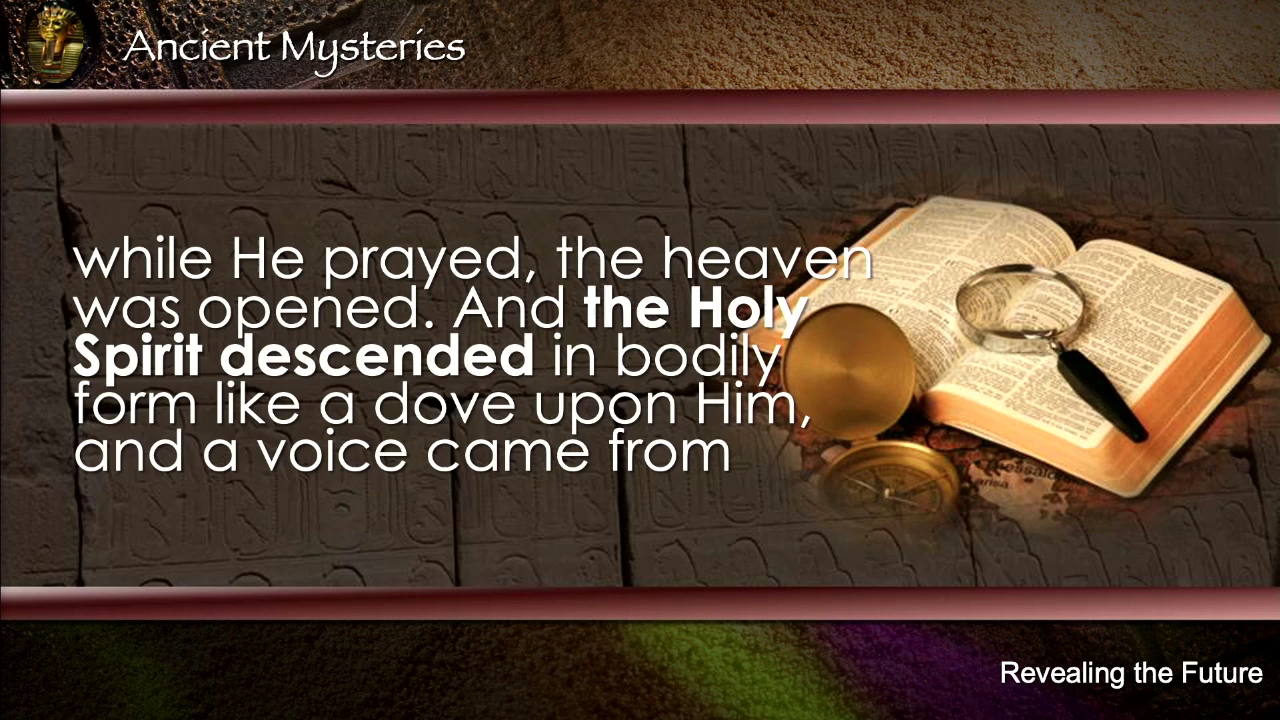 Ancient Mysteries
while He prayed, the heaven
was opened. And the Holy
Spirit descended in bodily
form like a dove upon Him,
and a voice came from
Revealing the Future